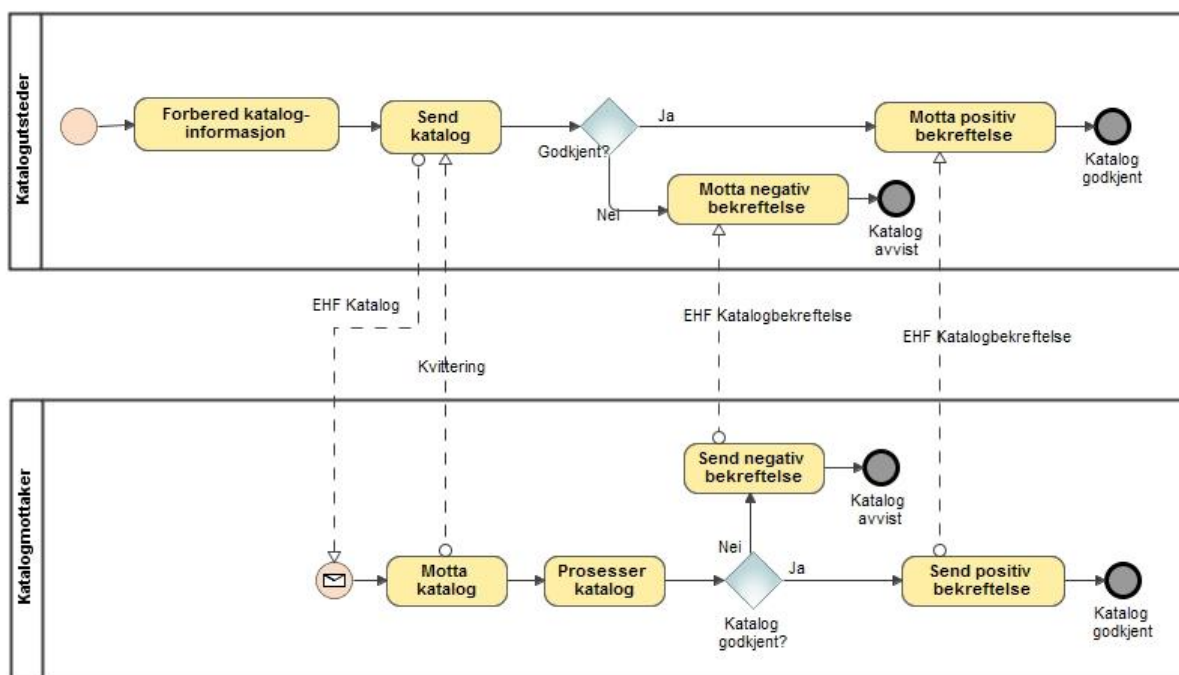 Katalogutsteder
Forbered katalog-
informasjon
Send
katalog
Godkjent?
Ja
Nei
Motta positiv
bekreftelse
Katalog
godkjent
Motta negativ
bekreftelse
Katalog
avvist
EHF Katalog
Kvittering
EHF Katalogbekreftelse
EHF Katalogbekreftelse
Katalogmottaker
Motta
katalog
Prosesser
katalog
Katalog
godkjent?
Nei
Ja
Send negativ
bekreftelse
Katalog
avvist
Send positiv
bekreftelse
Katalog
godkjent